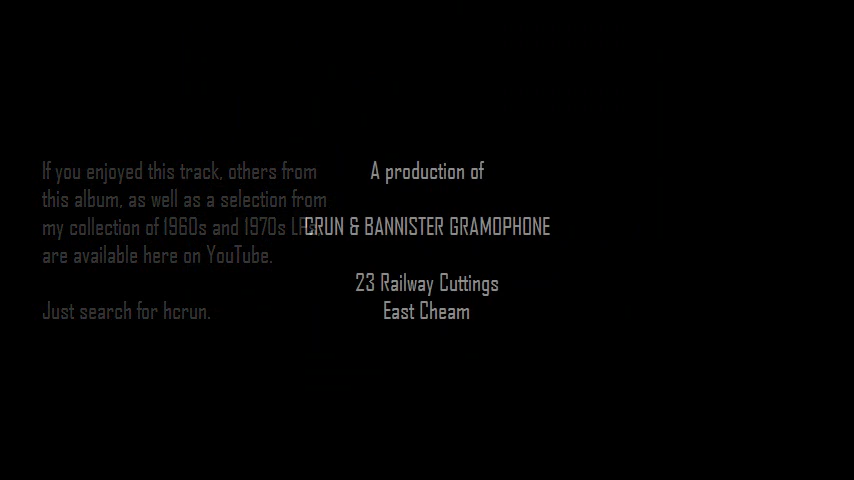 If you enjoyed this track, others from
this album, as well as a selection from
my collection of 1960s and 1970s LPs
are available here on YouTube.
Just search for hcrun.
A production of
CRUN & BANNISTER GRAMOPHONE
23 Railway Cuttings
East Cheam